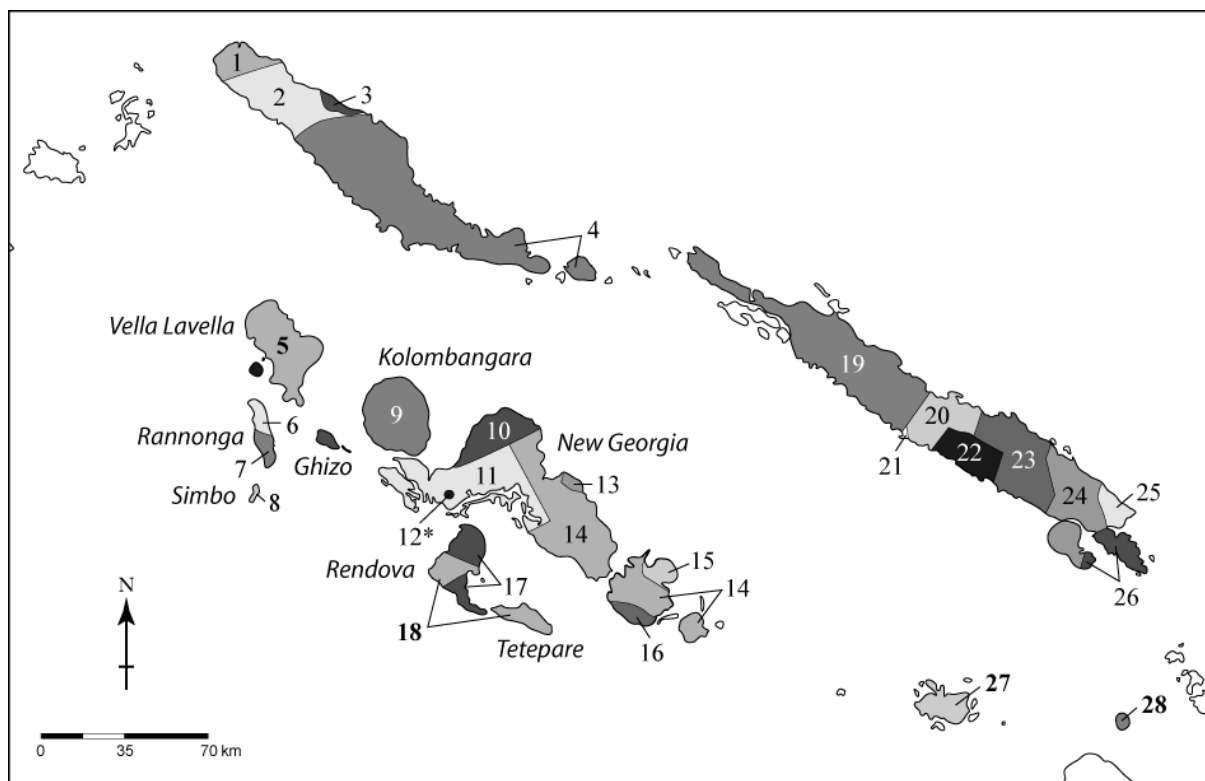 1
2
3
4
Vella Lavella
5
Kolombangara
19
6
9
20
Rannonga
10
New Georgia
22
23
7
Ghizo
21
24
25
11
13
Simbo
8
12*
14
Rendova
17
15
14
26
N
18
16
Tetepare
27
28
0 35 70 km